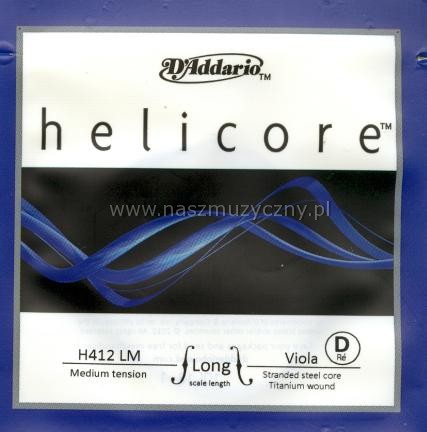 D'Addario™
helicore™
www.naszmuzyczny.pl
H412 LM
Medium tension
Long
scale length
Viola
Stranded steel core
Titanium wound
D
Ré